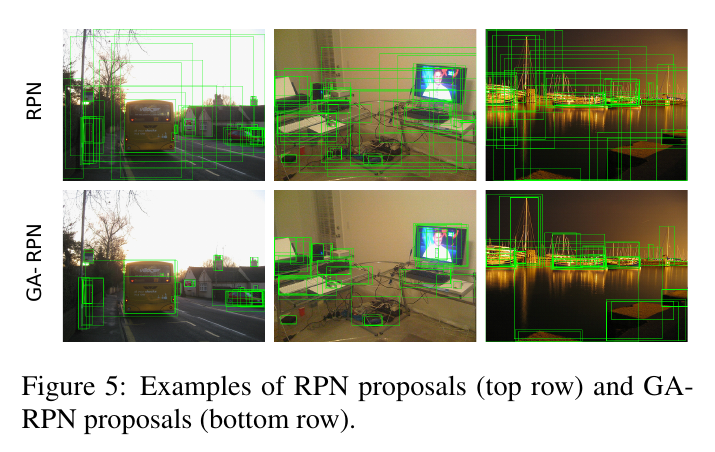 RPN
GA- RPN
Figure 5: Examples of RPN proposals (top row) and GA-
RPN proposals (bottom row).